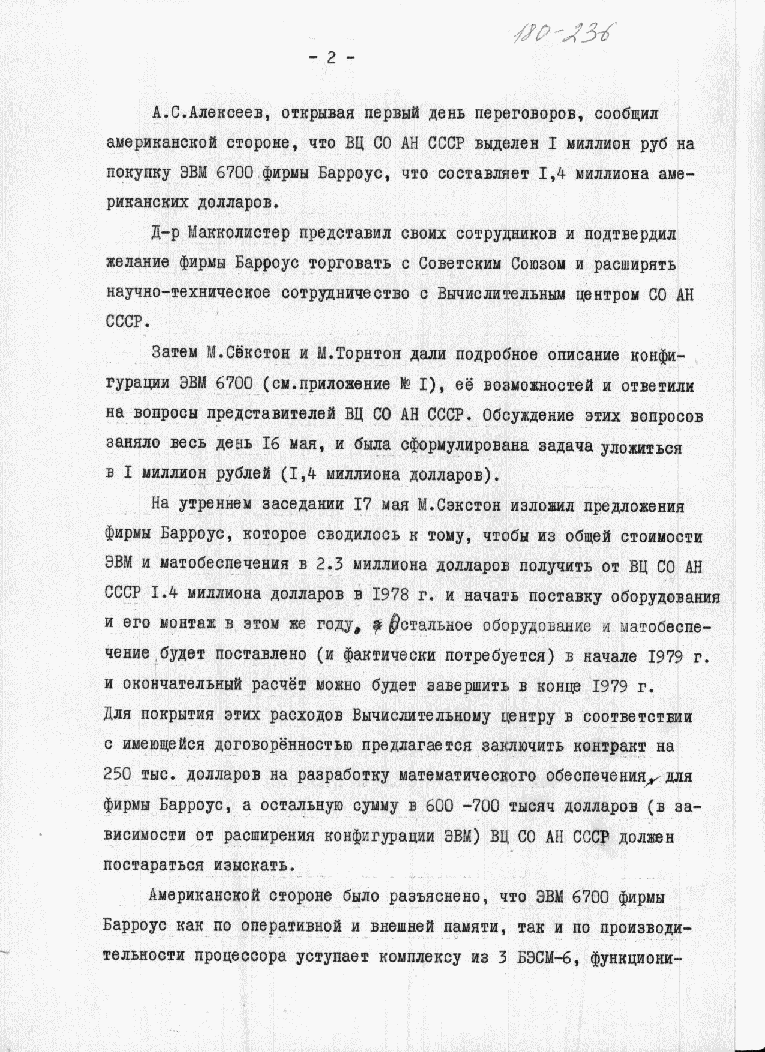 180-236
- 2 -
А.С.Алексеев, открывая первый день переговоров, сообщил
американской стороне, что ВЦ СО АН СССР выделен I миллион руб на
покупку ЭВМ 6700 фирмы Барроус, что составляет I,4 миллиона аме-
риканских долларов.
Д-р Макколистер представил своих сотрудников и подтвердил
желание фирмы Барроус торговать с Советским Союзом и расширять
научно-техническое сотрудничество с Вычислительным центром СО АН
СССР.
Затем М.Сёкстон и М.Торнтон дали подробное описание конфи-
гурации ЭВМ 6700 (см.приложение № I), её возможностей и ответили
на вопросы представителей ВЦ СО АН СССР. Обсуждение этих вопросов
заняло весь день I6 мая, и была сформулирована задача уложиться
в I миллион рублей (I,4 миллиона долларов).
На утреннем заседании I7 мая М.Сэкстон изложил предложения
фирмы Барроус, которое сводилось к тому, чтобы из общей стоимости
ЭВМ и матобеспечения в 2.3 миллиона долларов получить от ВЦ СО АН
СССР I.4 миллиона долларов в I978 г. и начать поставку оборудования
и его монтаж в этом же году. Остальное оборудование и матобеспе-
чение будет поставлено (и фактически потребуется) в начале I979 г.
и окончательный расчёт можно будет завершить в конце I979 г.
Для покрытия этих расходов Вычислительному центру в соответствии
с имеющейся договорённостью предлагается заключить контракт на
250 тыс. долларов на разработку математического обеспечения, для
фирмы Барроус, а остальную сумму в 600 -700 тысяч долларов (в за-
висимости от расширения конфигурации ЭВМ) ВЦ СО АН СССР должен
постараться изыскать.
Американской стороне было разъяснено, что ЭВМ 6700 фирмы
Барроус как по оперативной и внешней памяти, так и по производи-
тельности процессора уступает комплексу из 3 БЭСМ-6, функциони-